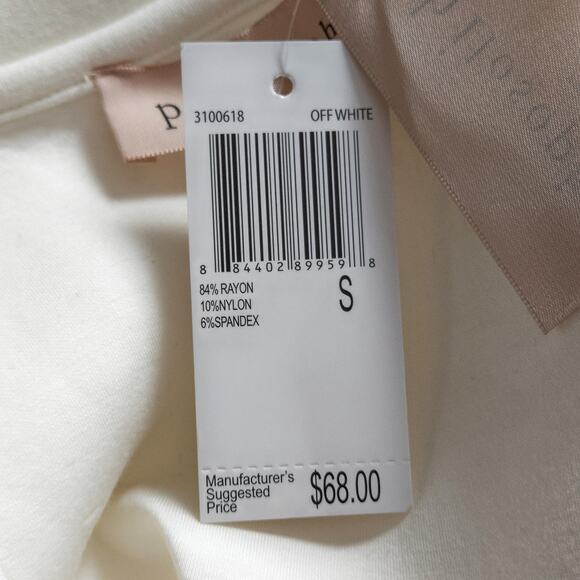 3100618 OFF WHITE
8 84402 89959 8
84% RAYON
10%NYLON
6%SPANDEX
S
Manufacturer's
Suggested
Price
$68.00